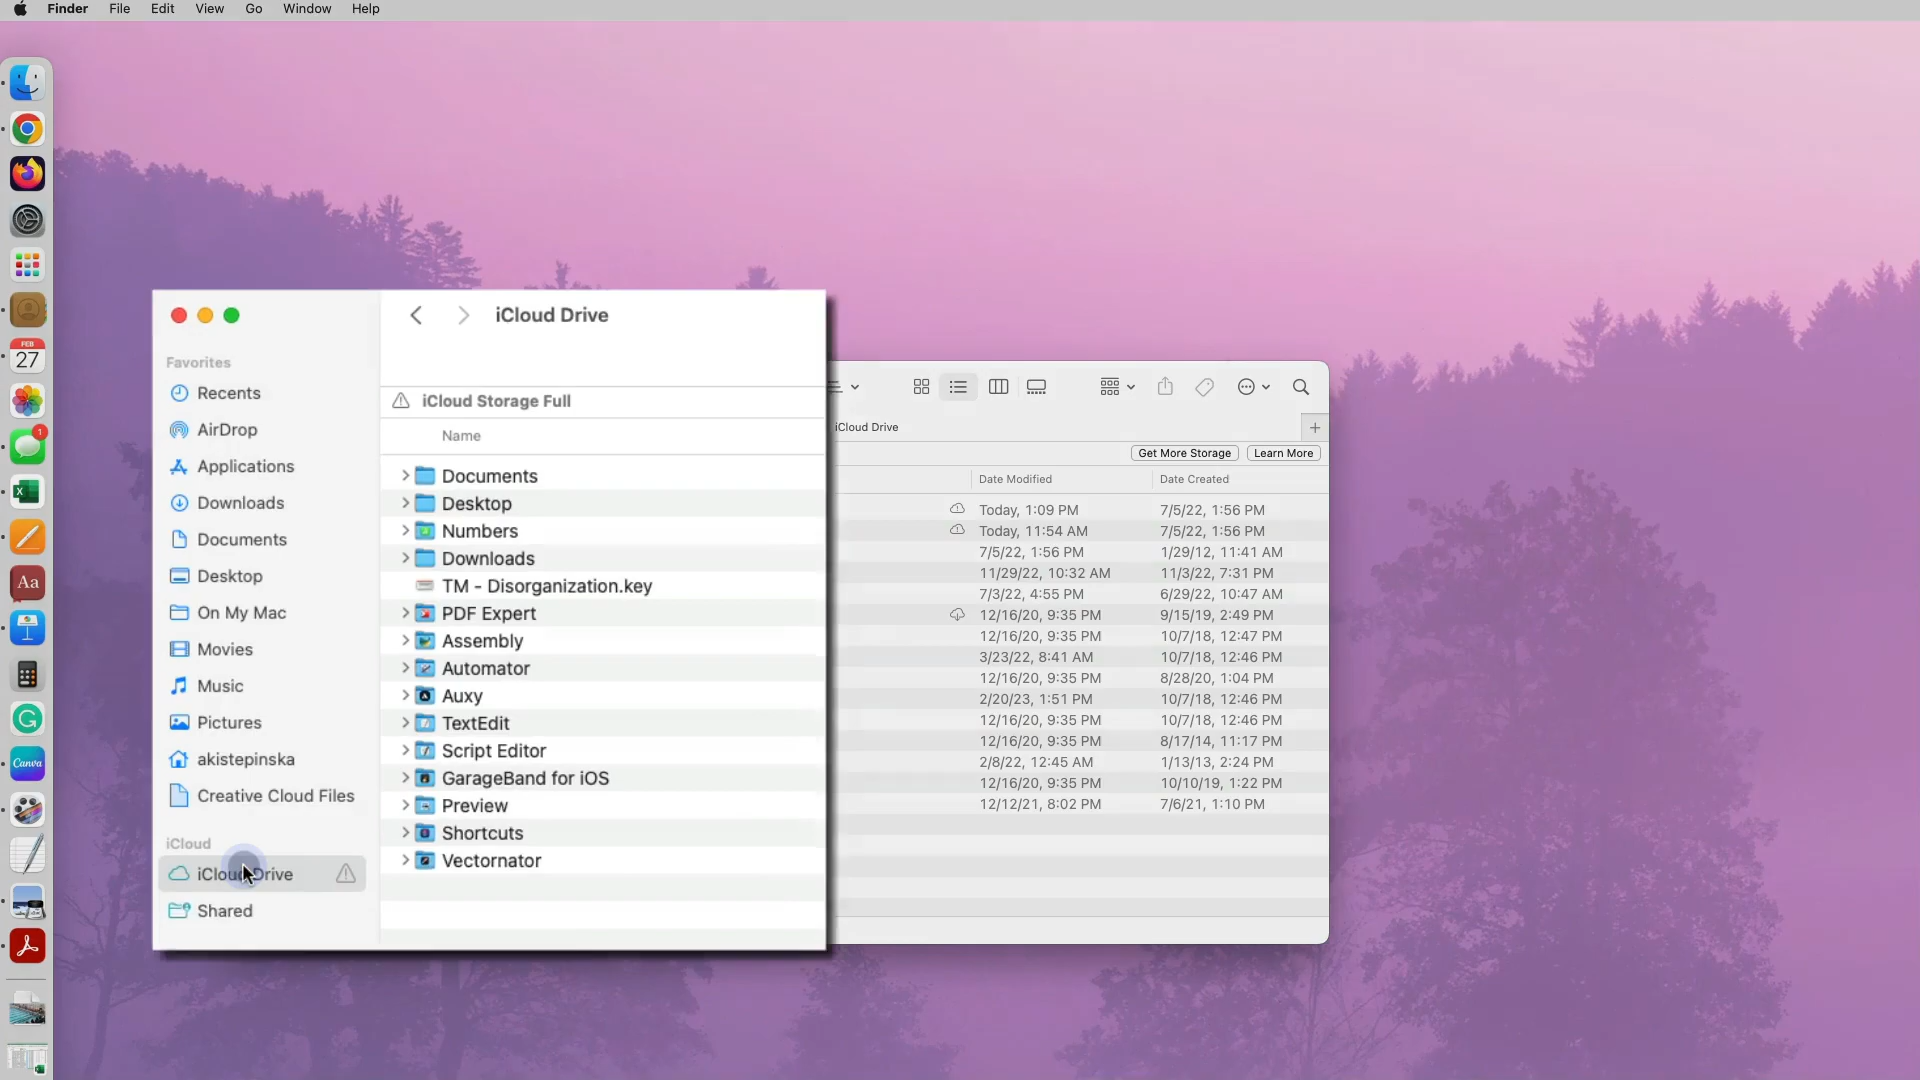 Finder File Edit View Go Window Help
FEB
27
1
Aa
Canva
iCloud Drive
Favorites
Recents
AirDrop
Applications
Downloads
Documents
Desktop
On My Mac
Movies
Music
Pictures
akistepinska
Creative Cloud Files
iCloud
iCloud Drive
Shared
iCloud Storage Full
Name
Documents
Desktop
Numbers
Downloads
TM - Disorganization.key
PDF Expert
Assembly
Automator
Auxy
TextEdit
Script Editor
GarageBand for iOS
Preview
Shortcuts
Vectornator
iCloud Drive
Get More Storage Learn More
Date Modified Date Created
Today, 1:09 PM 7/5/22, 1:56 PM
Today, 11:54 AM 7/5/22, 1:56 PM
7/5/22, 1:56 PM 1/29/12, 11:41 AM
11/29/22, 10:32 AM 11/3/22, 7:31 PM
7/3/22, 4:55 PM 6/29/22, 10:47 AM
12/16/20, 9:35 PM 9/15/19, 2:49 PM
12/16/20, 9:35 PM 10/7/18, 12:47 PM
3/23/22, 8:41 AM 10/7/18, 12:46 PM
12/16/20, 9:35 PM 8/28/20, 1:04 PM
2/20/23, 1:51 PM 10/7/18, 12:46 PM
12/16/20, 9:35 PM 10/7/18, 12:46 PM
12/16/20, 9:35 PM 8/17/14, 11:17 PM
2/8/22, 12:45 AM 1/13/13, 2:24 PM
12/16/20, 9:35 PM 10/10/19, 1:22 PM
12/12/21, 8:02 PM 7/6/21, 1:10 PM